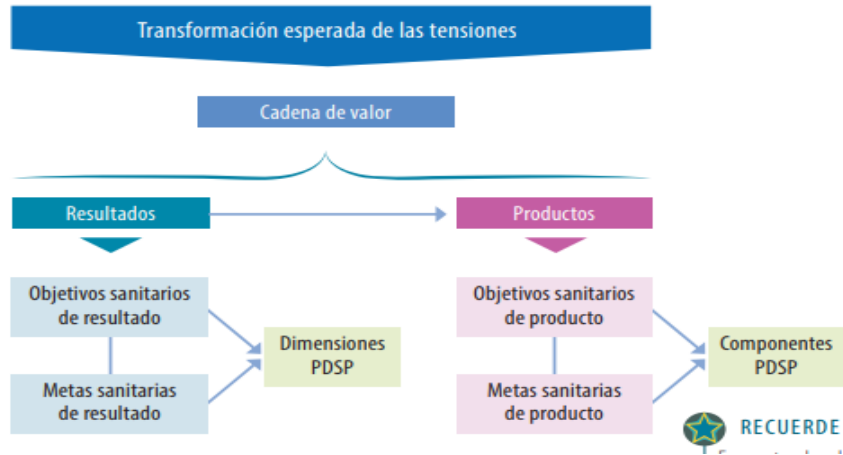 Transformación esperada de las tensiones
Cadena de valor
Resultados
Productos
Objetivos sanitarios
de resultado
Dimensiones
PDSP
Metas sanitarias
de resultado
Objetivos sanitarios
de producto
Componentes
PDSP
Metas sanitarias
de producto
RECUERDE